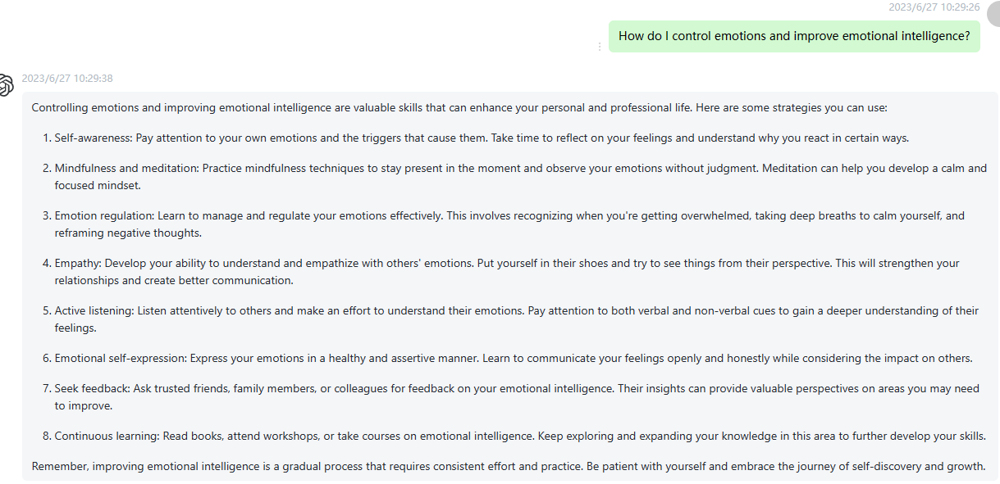 2023/6/27 10:29:26
How do I control emotions and improve emotional intelligence?
2023/6/27 10:29:38
Controlling emotions and improving emotional intelligence are valuable skills that can enhance your personal and professional life. Here are some strategies you can use:
1. Self-awareness: Pay attention to your own emotions and the triggers that cause them. Take time to reflect on your feelings and understand why you react in certain ways.
2. Mindfulness and meditation: Practice mindfulness techniques to stay present in the moment and observe your emotions without judgment. Meditation can help you develop a calm and
focused mindset.
3. Emotion regulation: Learn to manage and regulate your emotions effectively. This involves recognizing when you're getting overwhelmed, taking deep breaths to calm yourself, and
reframing negative thoughts.
4. Empathy: Develop your ability to understand and empathize with others' emotions. Put yourself in their shoes and try to see things from their perspective. This will strengthen your
relationships and create better communication.
5. Active listening: Listen attentively to others and make an effort to understand their emotions. Pay attention to both verbal and non-verbal cues to gain a deeper understanding of their
feelings.
6. Emotional self-expression: Express your emotions in a healthy and assertive manner. Learn to communicate your feelings openly and honestly while considering the impact on others.
7. Seek feedback: Ask trusted friends, family members, or colleagues for feedback on your emotional intelligence. Their insights can provide valuable perspectives on areas you may need
to improve.
8. Continuous learning: Read books, attend workshops, or take courses on emotional intelligence. Keep exploring and expanding your knowledge in this area to further develop your skills.
Remember, improving emotional intelligence is a gradual process that requires consistent effort and practice. Be patient with yourself and embrace the journey of self-discovery and growth.